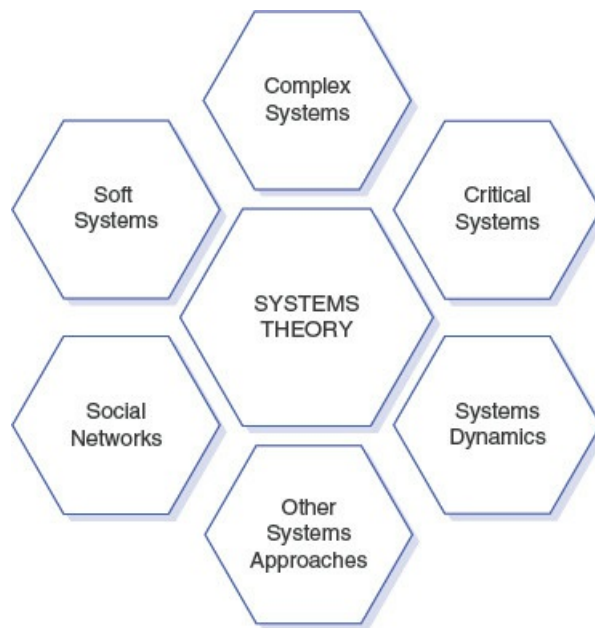 Complex
Systems
Soft
Systems
Critical
Systems
SYSTEMS
THEORY
Social
Networks
Systems
Dynamics
Other
Systems
Approaches